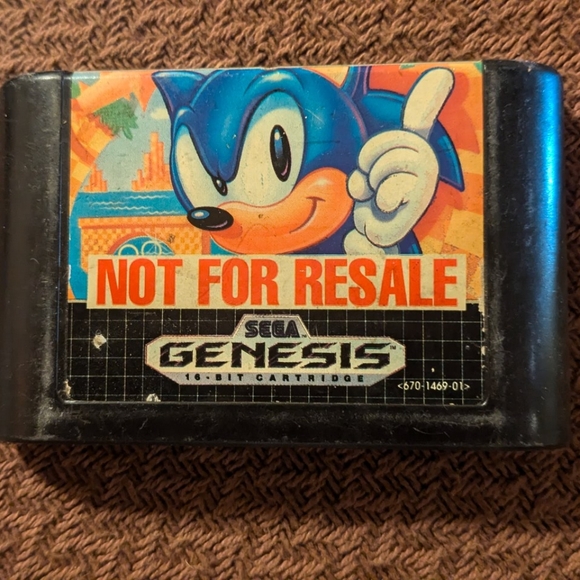 NOT FOR RESALE
SEGA
GENESIS
16-BIT CARTRIDGE
<670-1469-01>